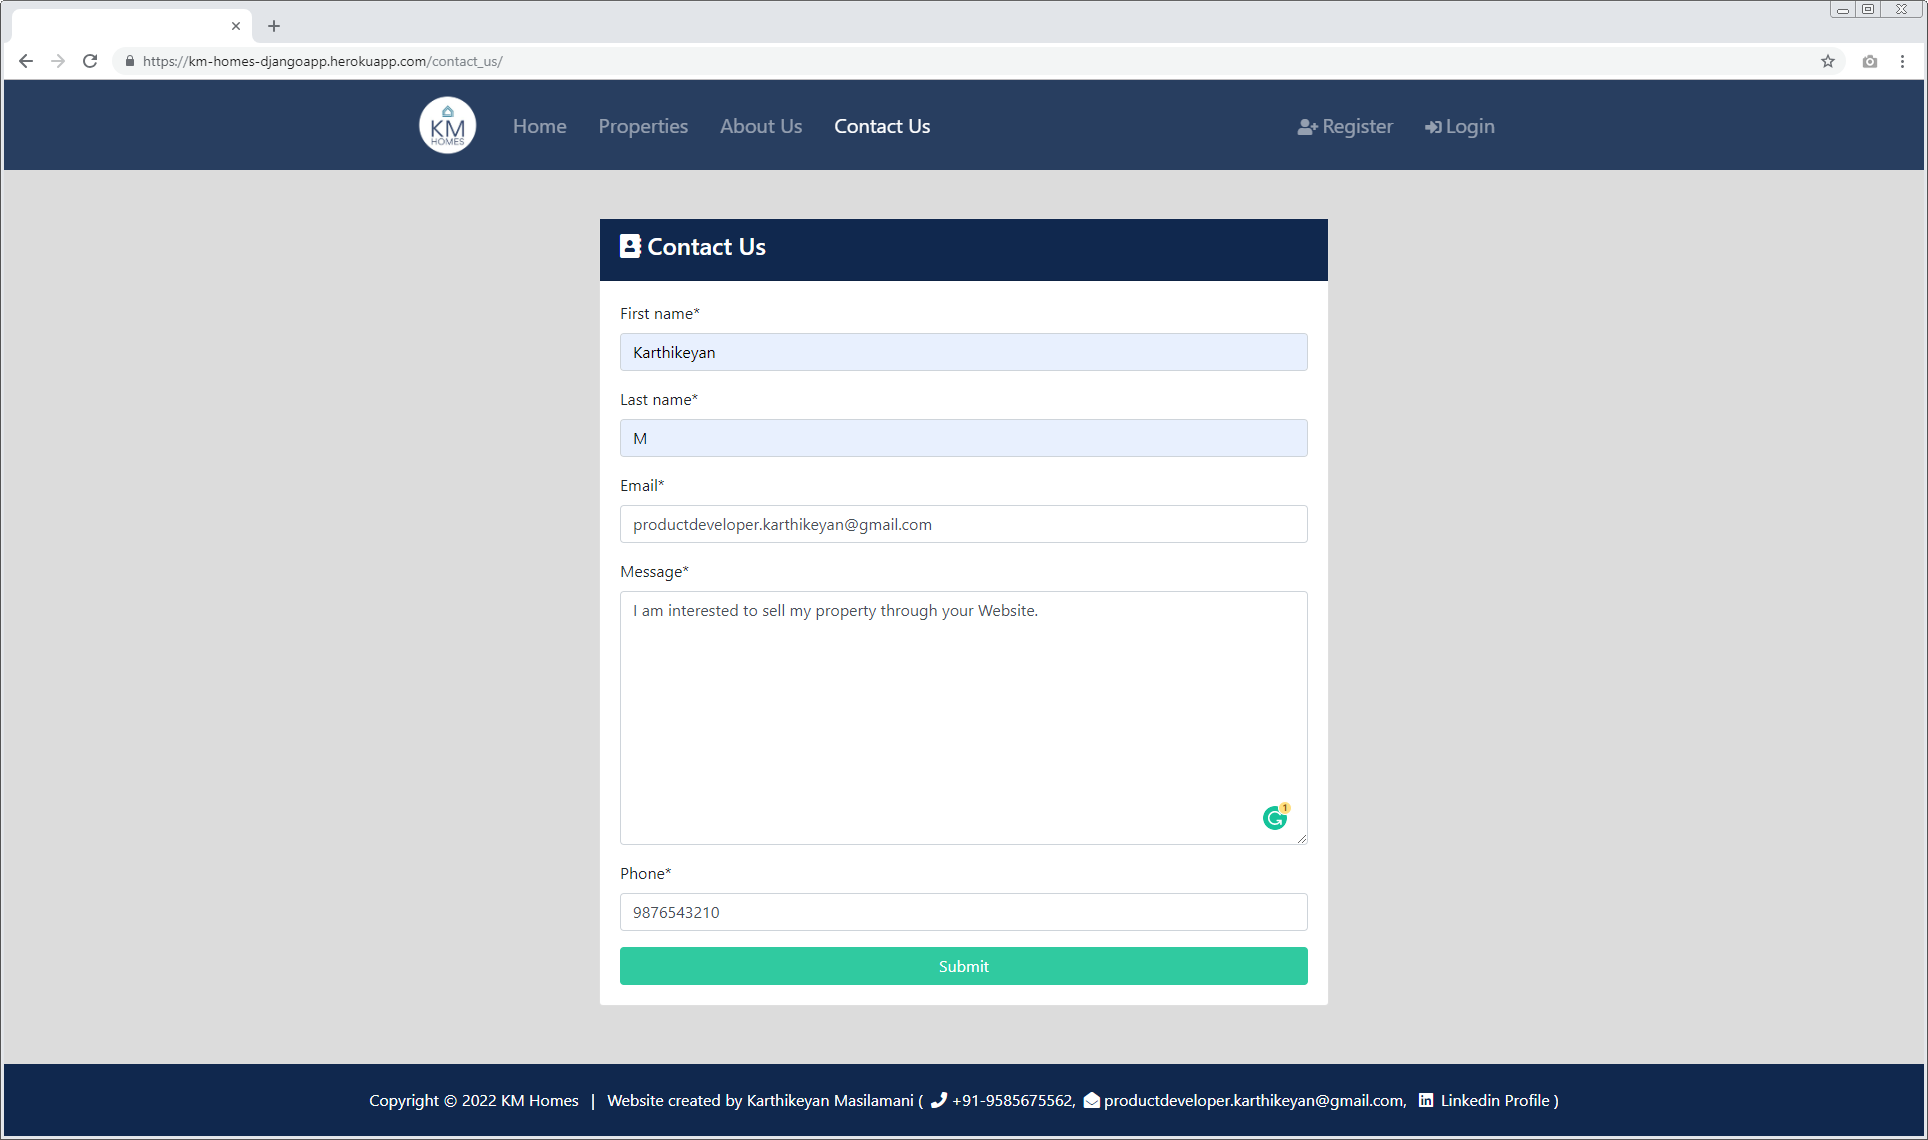 https://km-homes-djangoapp.herokuapp.com/contact_us/
KM
HOMES
Home
Properties
About Us
Contact Us
Register
Login
Contact Us
First name*
Karthikeyan
Last name*
M
Email*
productdeveloper.karthikeyan@gmail.com
Message*
I am interested to sell my property through your Website.
1
Phone*
9876543210
Submit
Copyright © 2022 KM Homes | Website created by Karthikeyan Masilamani ( +91-9585675562, productdeveloper.karthikeyan@gmail.com, Linkedin Profile )